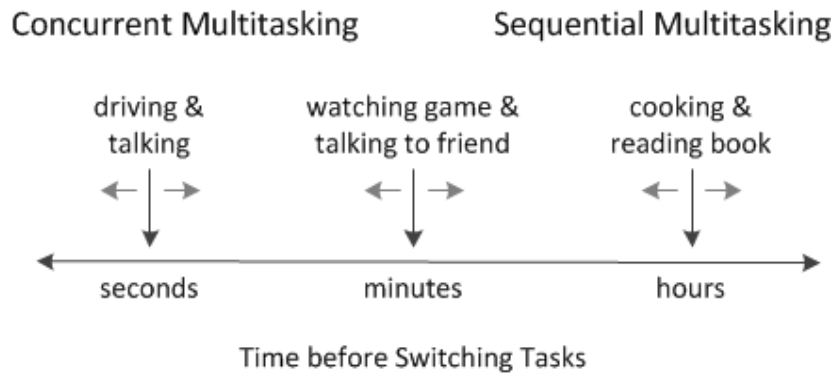 Concurrent Multitasking
Sequential Multitasking
driving &
talking
watching game &
talking to friend
cooking &
reading book
seconds
minutes
hours
Time before Switching Tasks